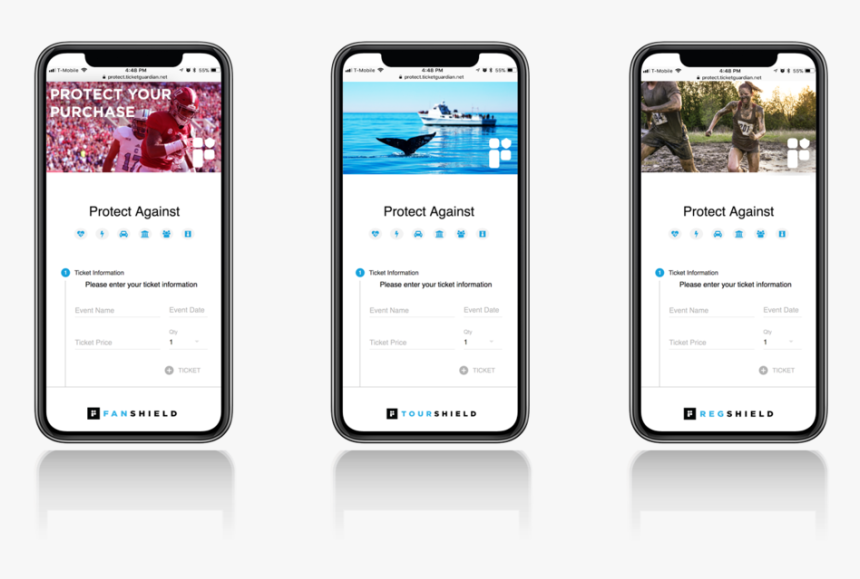 T-Mobile 4:48 PM 55%
protect.ticketguardian.net
PROTECT YOUR
PURCHASE
Protect Against
1 Ticket Information
Please enter your ticket information
Event Name Event Date
Qty
Ticket Price 1
TICKET
FANSHIELD
T-Mobile 4:48 PM 55%
protect.ticketguardian.net
Protect Against
1 Ticket Information
Please enter your ticket information
Event Name Event Date
Qty
Ticket Price 1
TICKET
TOURSHIELD
T-Mobile 4:48 PM 55%
protect.ticketguardian.net
Protect Against
1 Ticket Information
Please enter your ticket information
Event Name Event Date
Qty
Ticket Price 1
TICKET
REGSHIELD